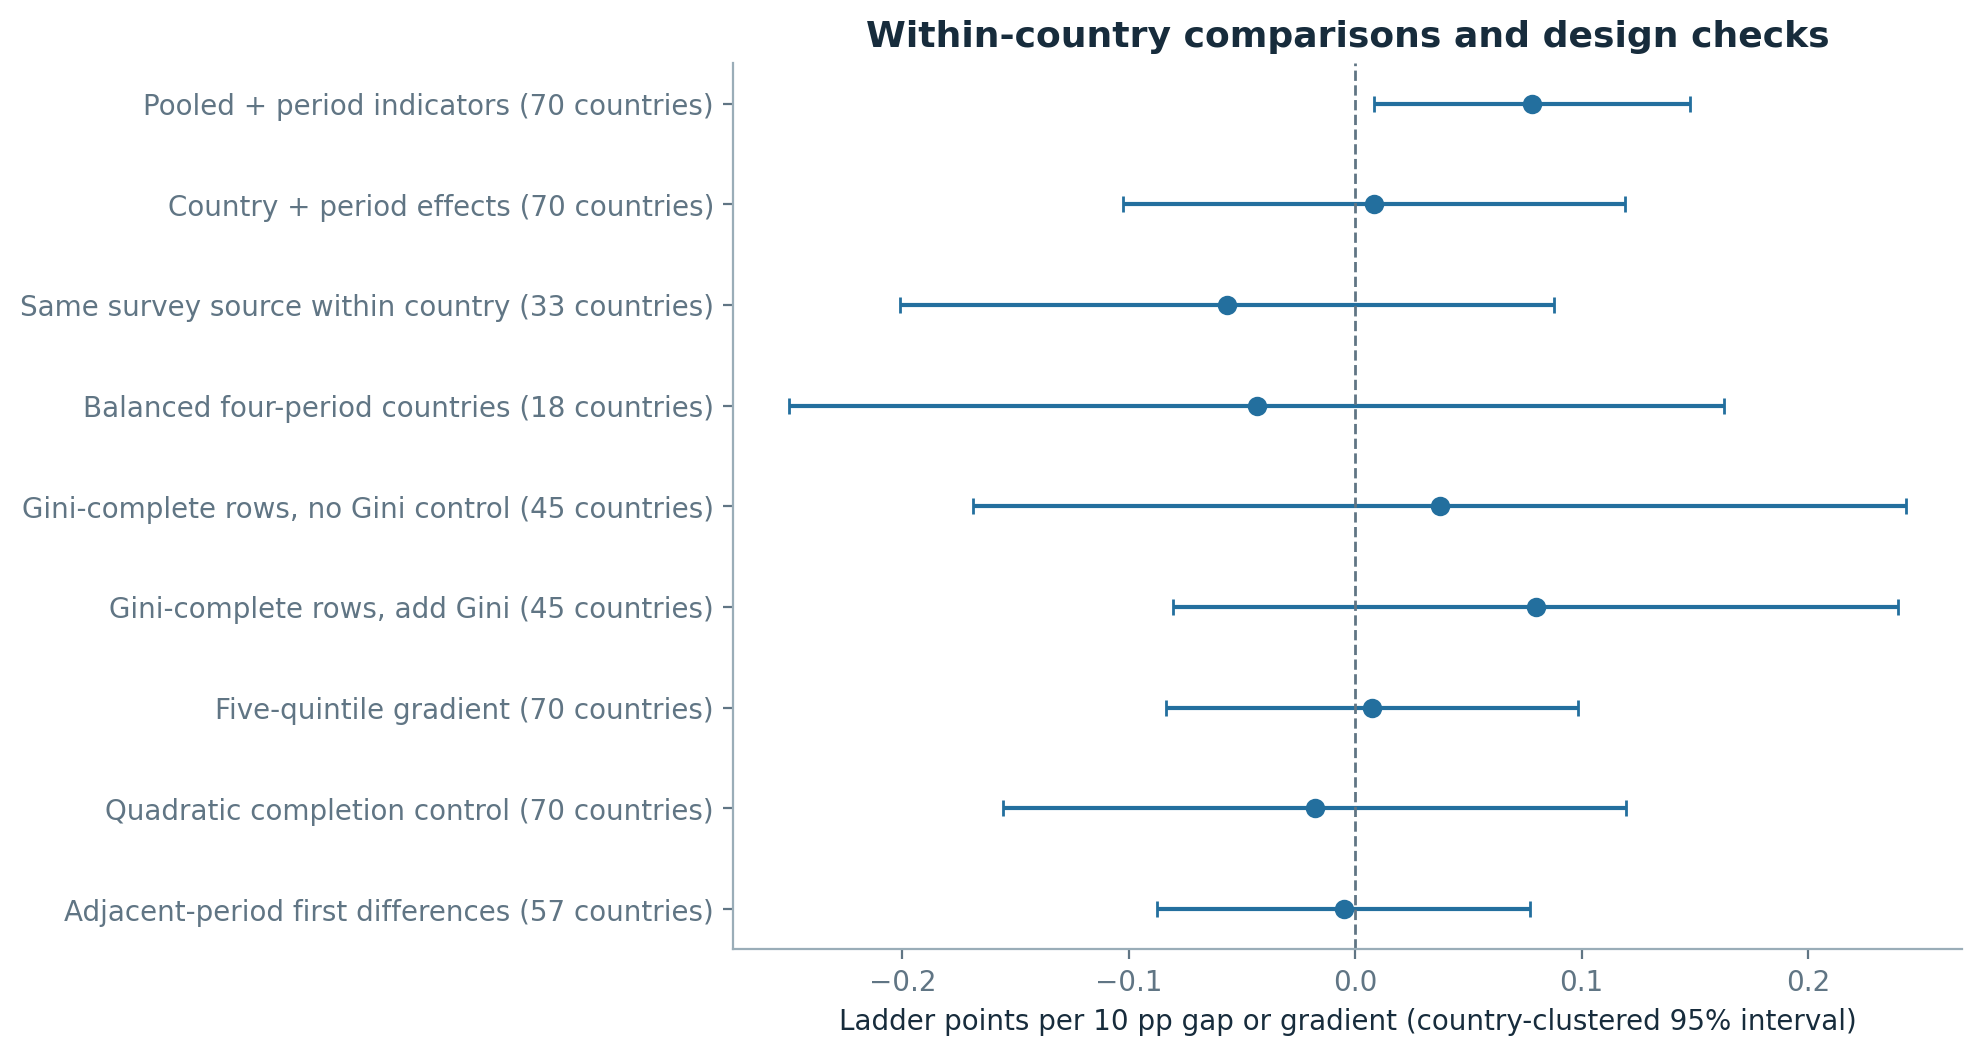 Within-country comparisons and design checks
Pooled + period indicators (70 countries)
Country + period effects (70 countries)
Same survey source within country (33 countries)
Balanced four-period countries (18 countries)
Gini-complete rows, no Gini control (45 countries)
Gini-complete rows, add Gini (45 countries)
Five-quintile gradient (70 countries)
Quadratic completion control (70 countries)
Adjacent-period first differences (57 countries)
−0.2 −0.1 0.0 0.1 0.2
Ladder points per 10 pp gap or gradient (country-clustered 95% interval)